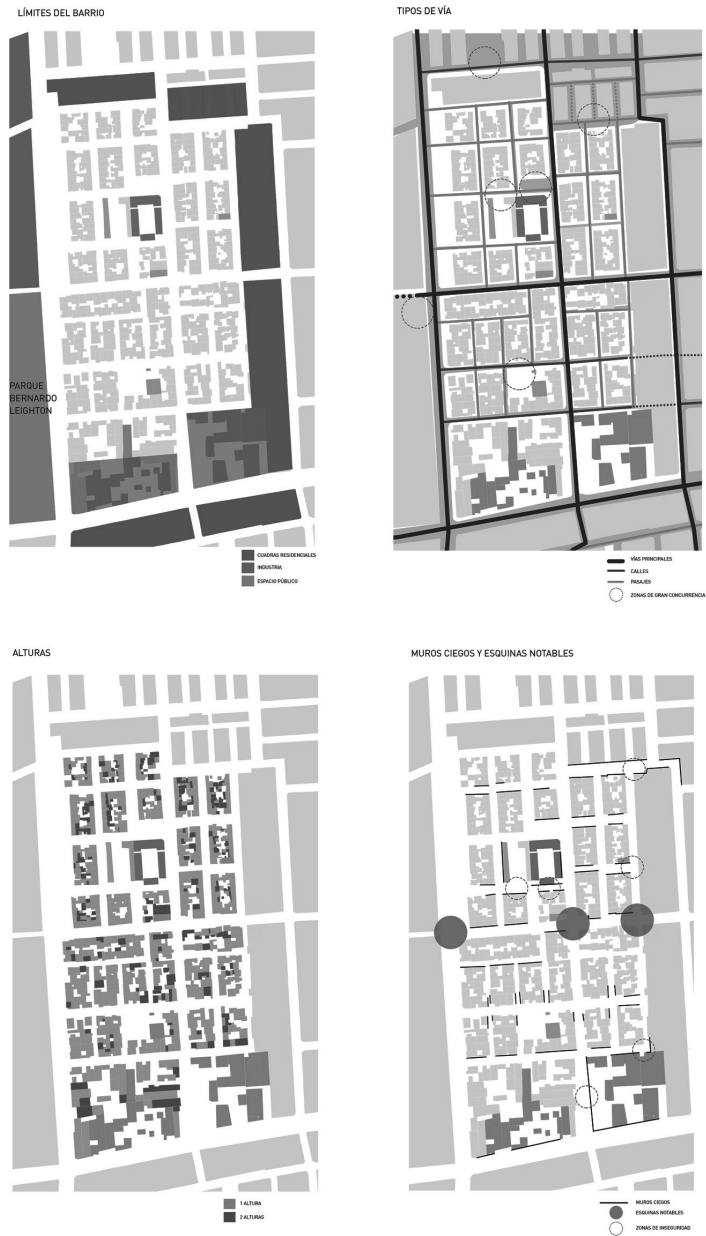 LÍMITES DEL BARRIO
TIPOS DE VÍA
PARQUE
BERNARDO
LEIGHTON
CUADRAS RESIDENCIALES
INDUSTRIA
ESPACIO PÚBLICO
VÍAS PRINCIPALES
CALLES
PASAJES
ZONAS DE GRAN CONCURRENCIA
ALTURAS
MUROS CIEGOS Y ESQUINAS NOTABLES
1 ALTURA
2 ALTURAS
MUROS CIEGOS
ESQUINAS NOTABLES
ZONAS DE INSEGURIDAD